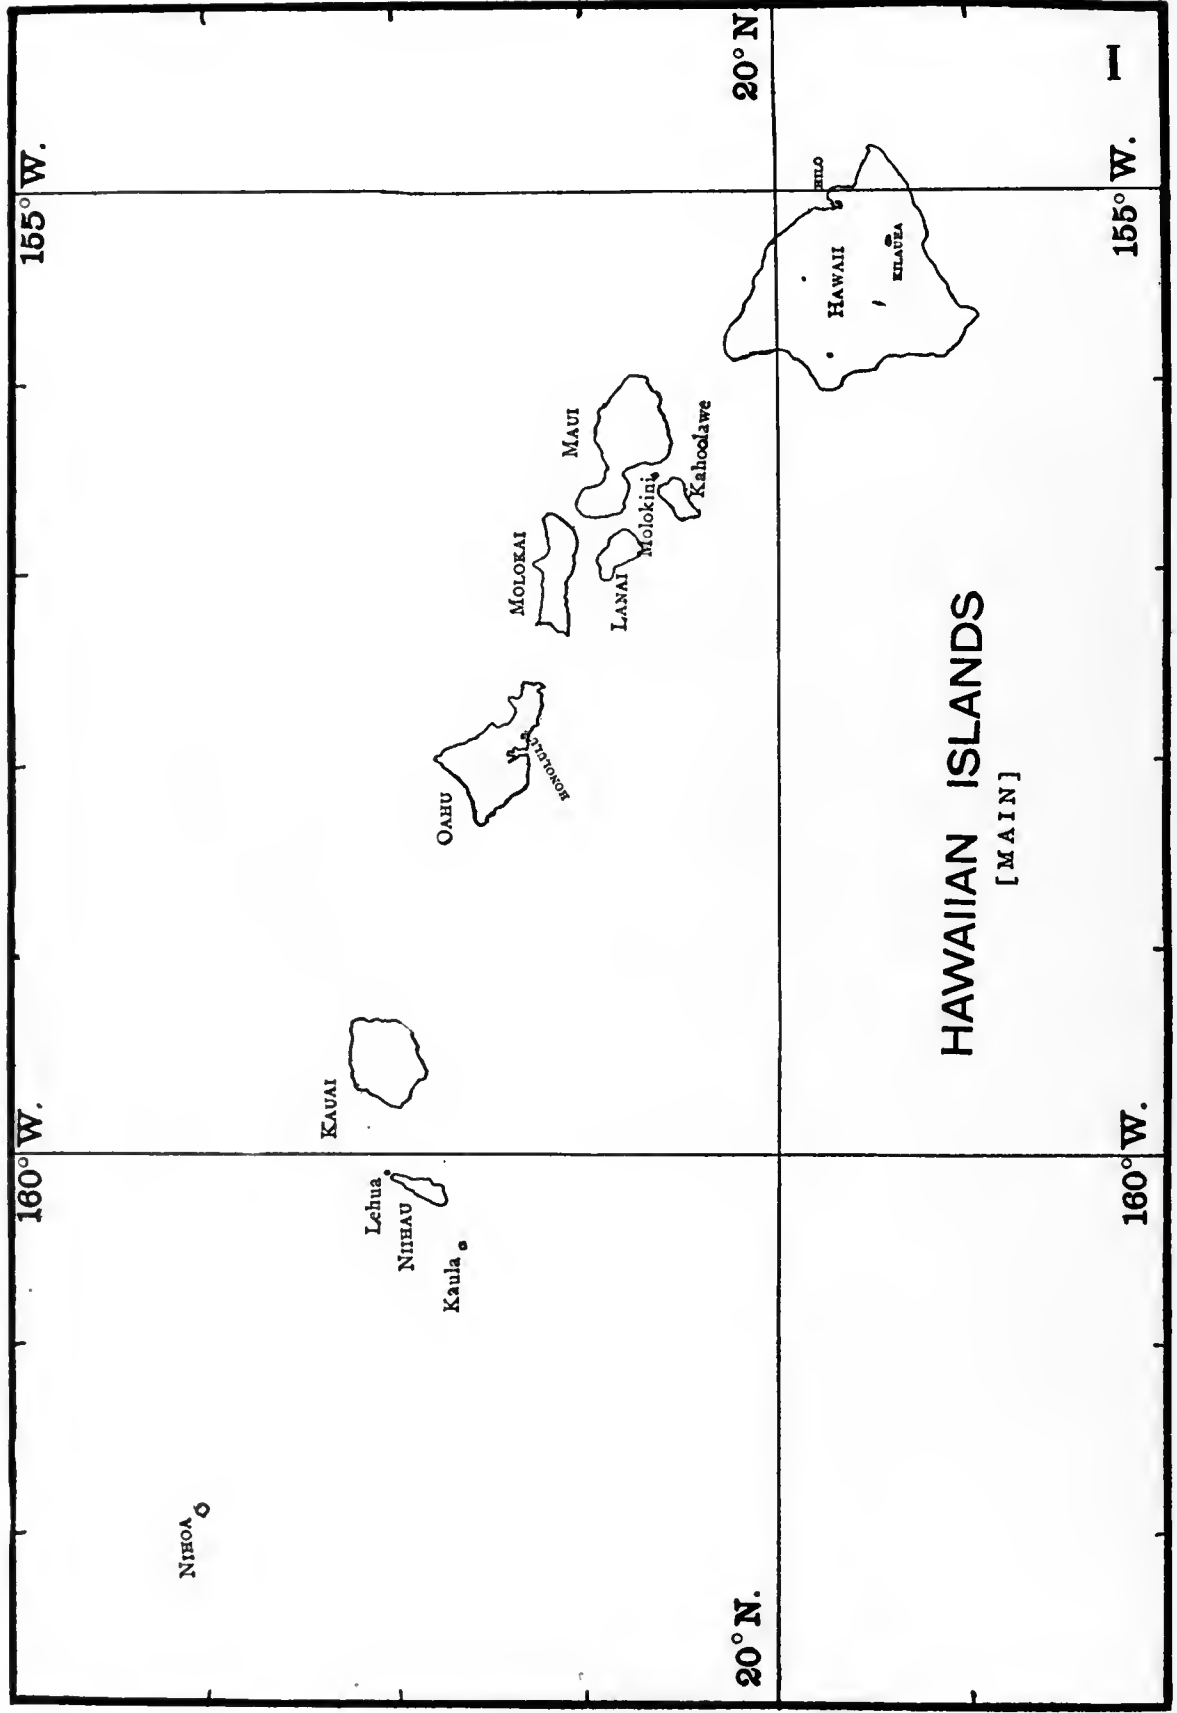 160° W.
155° W.
NIHOA
KAUAI
Lehua
NIIHAU
Kaula
OAHU
HONOLULU
MOLOKAI
MAUI
LANAI
Molokini
Kahoolawe
20° N.
20° N.
HILO
HAWAII
KILAUEA
HAWAIIAN ISLANDS
[MAIN]
160° W.
155° W.
I